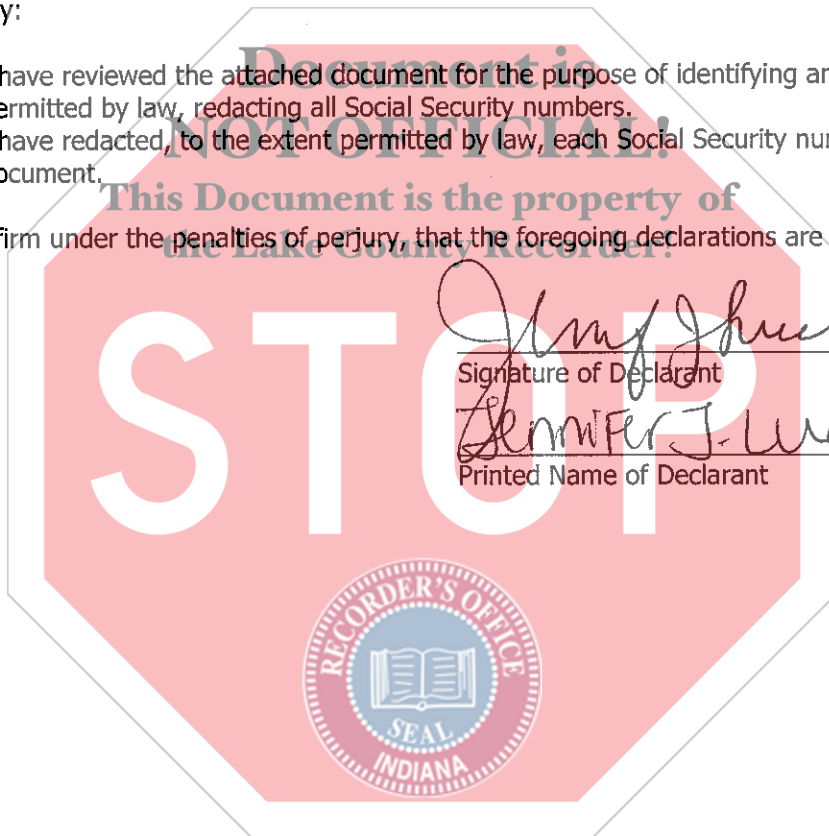 y:
Document is
have reviewed the attached document for the purpose of identifying an
ermitted by law, redacting all Social Security numbers.
NOT OFFICIAL!
have redacted, to the extent permitted by law, each Social Security nu
ocument.
This Document is the property of
firm under the penalties of perjury, that the foregoing declarations are
the Lake County Recorder!
STOP
Signature of Declarant
Jennifer J.
Printed Name of Declarant
RECORDER'S OFFICE
SEAL
INDIANA